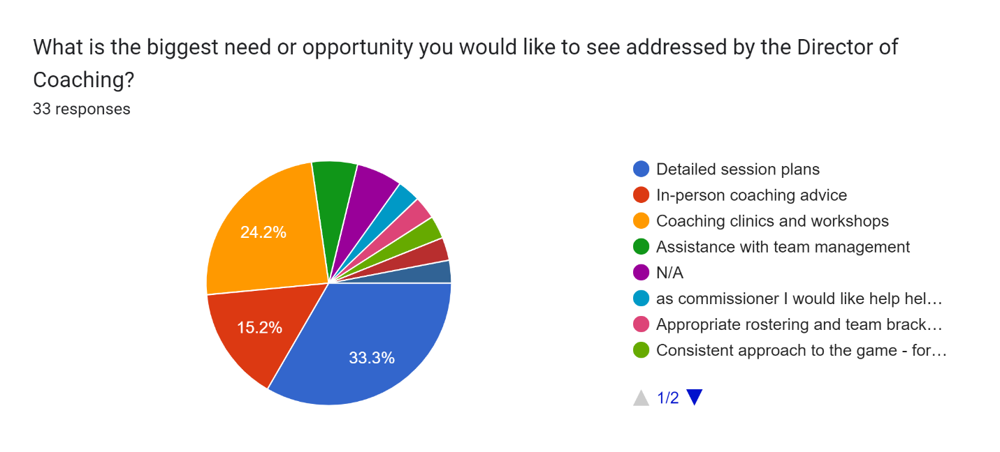 What is the biggest need or opportunity you would like to see addressed by the Director of
Coaching?
33 responses
24.2%
15.2%
33.3%
Detailed session plans
In-person coaching advice
Coaching clinics and workshops
Assistance with team management
N/A
as commissioner I would like help hel…
Appropriate rostering and team brack…
Consistent approach to the game - for…
1/2